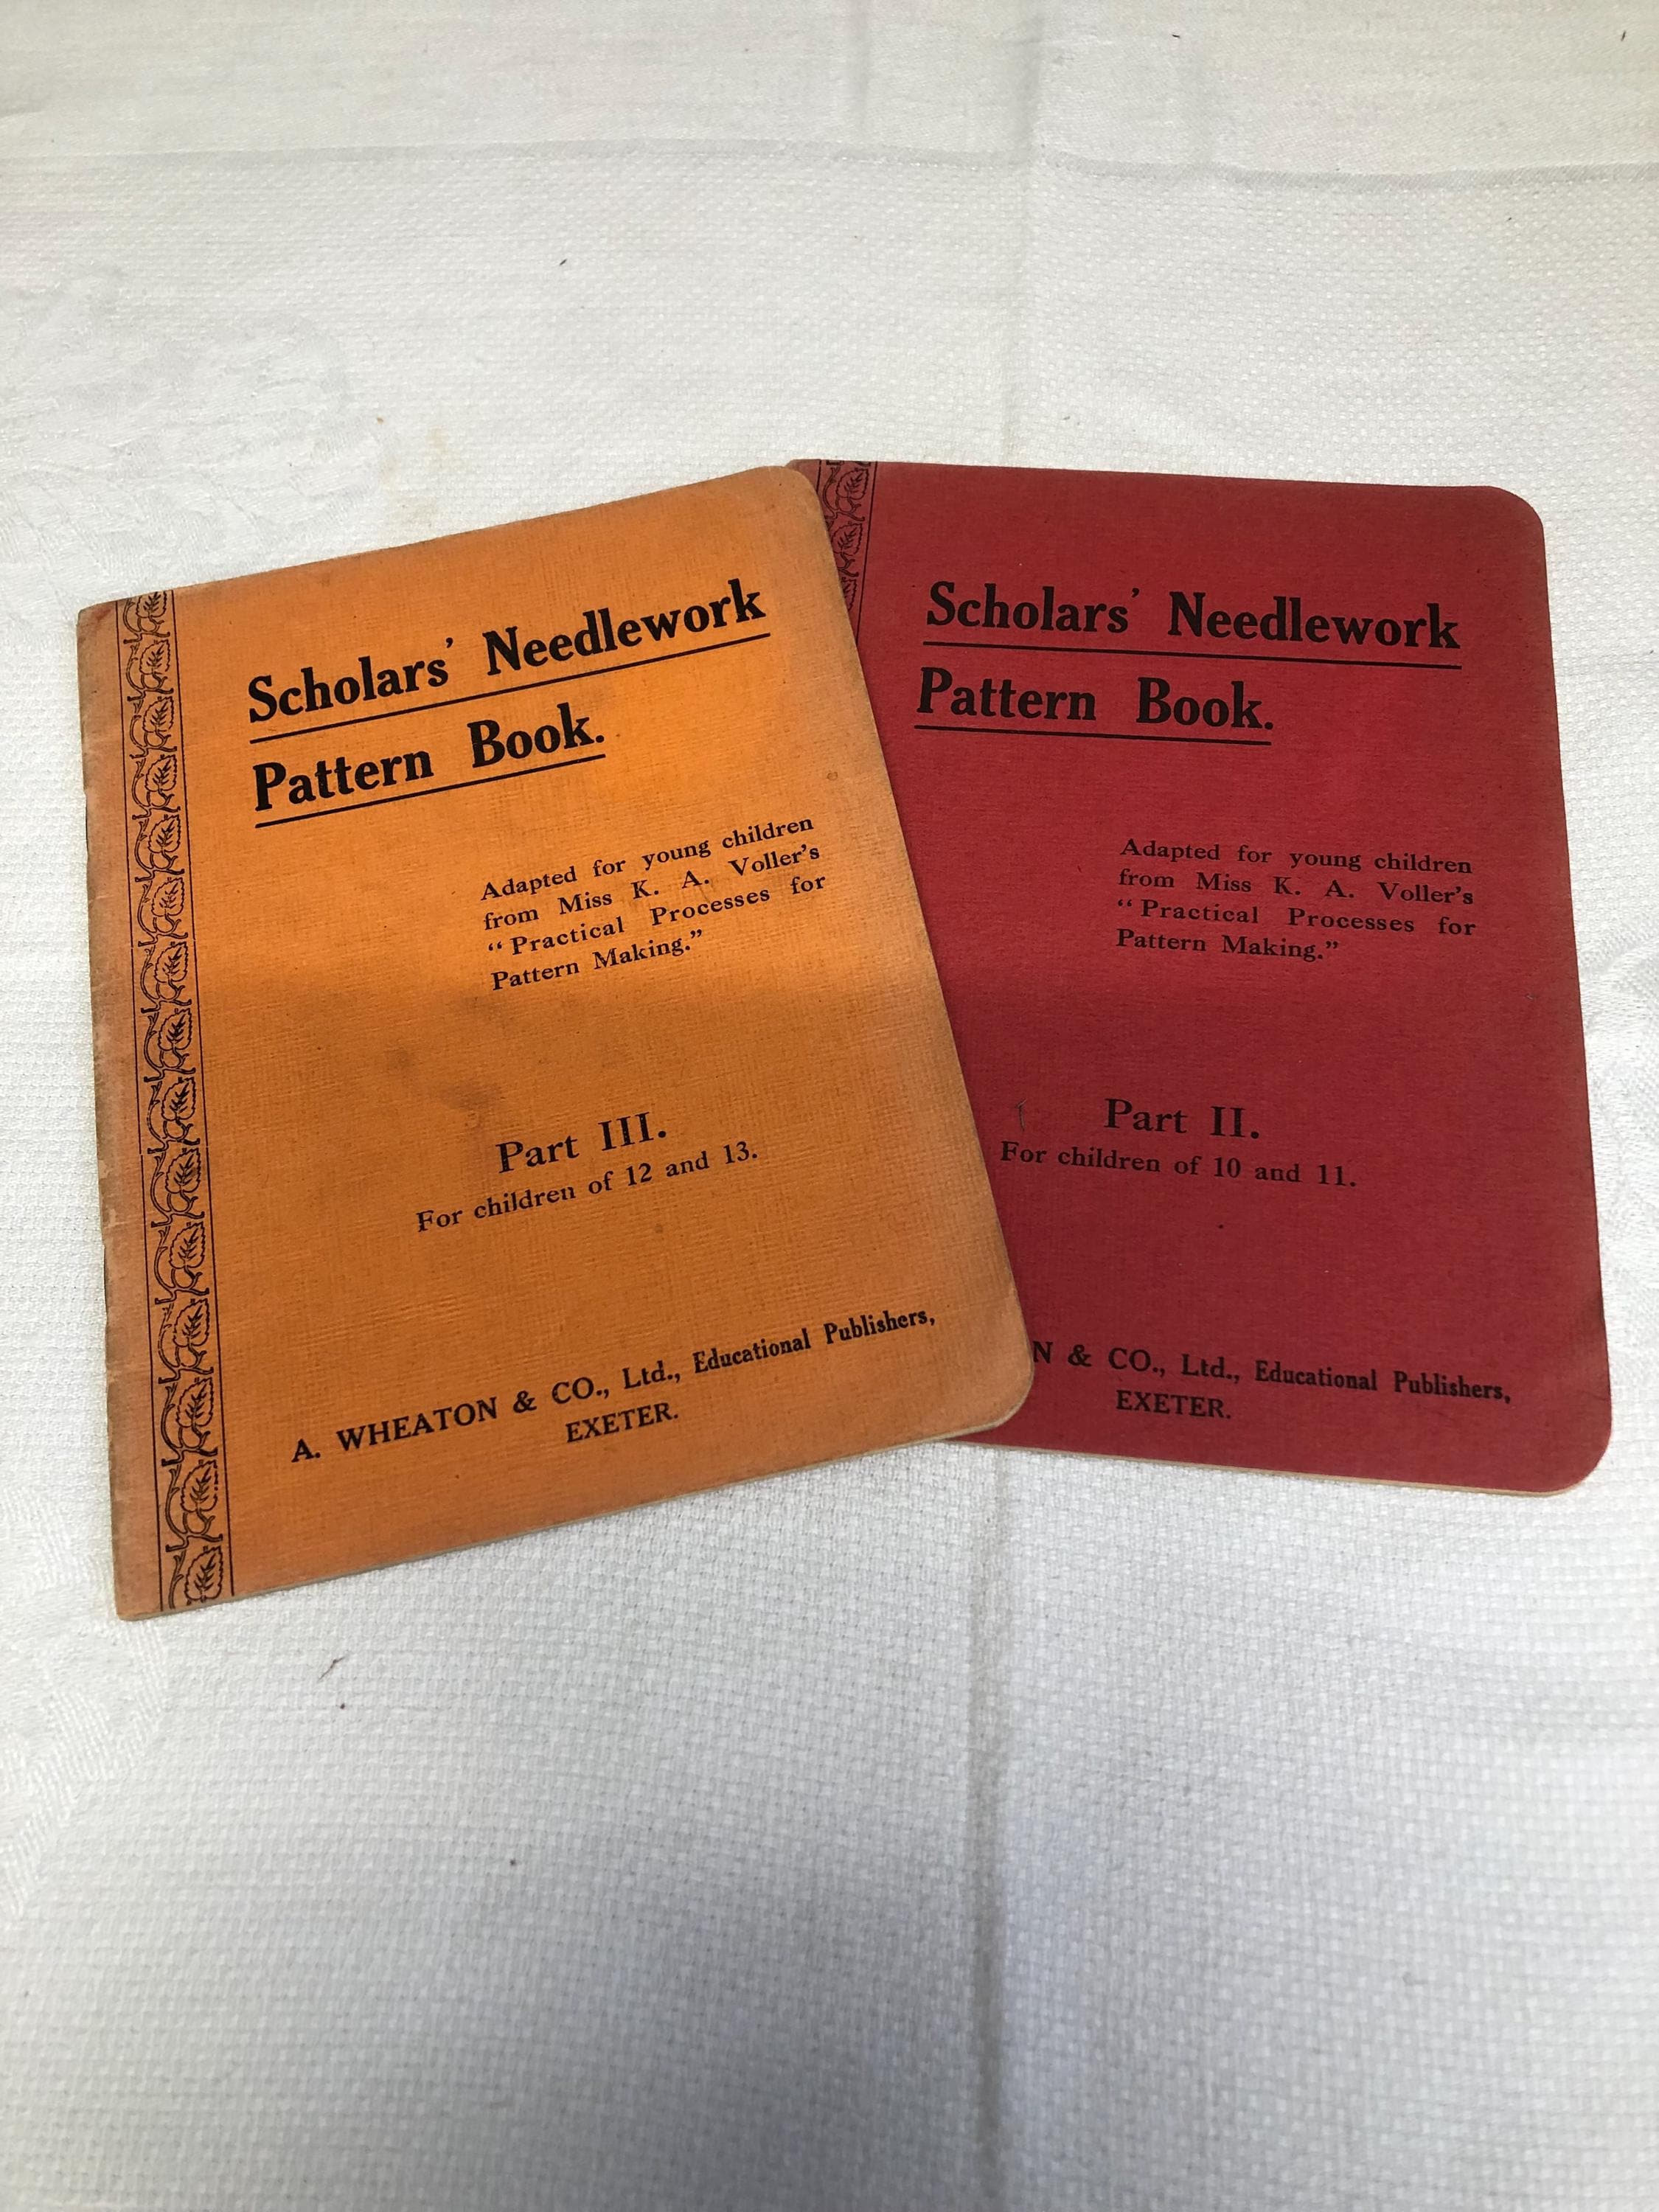 Scholars' Needlework
Pattern Book.
Adapted for young children
from Miss K. A. Voller's
“Practical Processes for
Pattern Making.”
Part III.
For children of 12 and 13.
A. WHEATON & CO., Ltd., Educational Publishers,
EXETER.
Scholars' Needlework
Pattern Book.
Adapted for young children
from Miss K. A. Voller's
“Practical Processes for
Pattern Making.”
Part II.
For children of 10 and 11.
N & CO., Ltd., Educational Publishers,
EXETER.